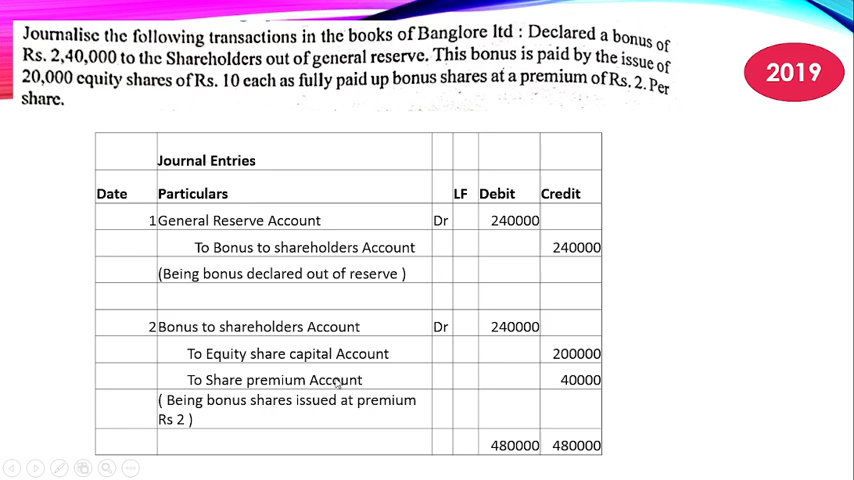 Journalise the following transactions in the books of Banglore ltd : Declared a bonus of
Rs. 2,40,000 to the Shareholders out of general reserve. This bonus is paid by the issue of
20,000 equity shares of Rs. 10 each as fully paid up bonus shares at a premium of Rs. 2. Per
share.
2019
Journal Entries
Date Particulars LF Debit Credit
1 General Reserve Account Dr 240000
To Bonus to shareholders Account 240000
(Being bonus declared out of reserve )
2 Bonus to shareholders Account Dr 240000
To Equity share capital Account 200000
To Share premium Account 40000
( Being bonus shares issued at premium
Rs 2 )
480000 480000